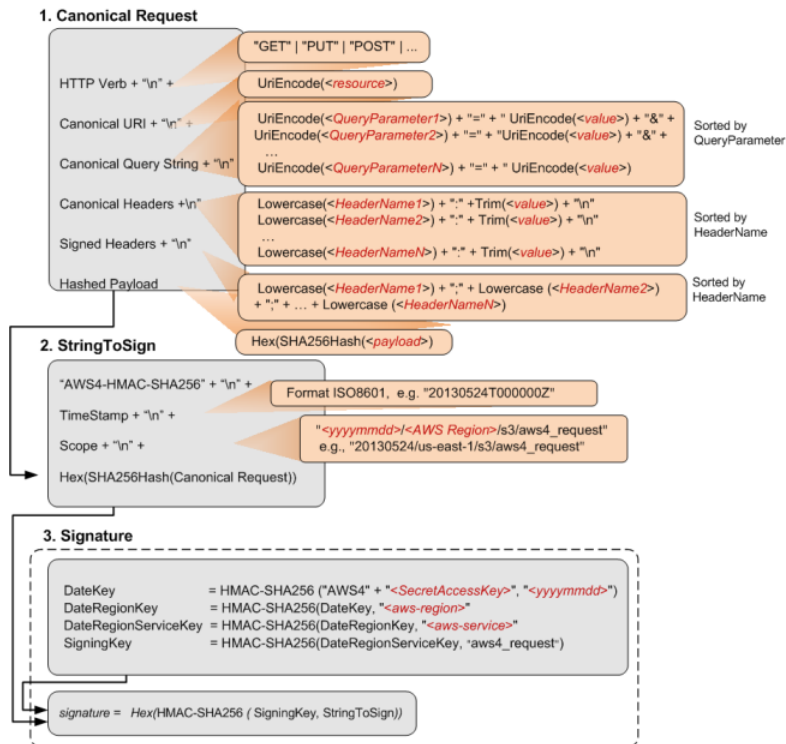 1. Canonical Request
"GET" | "PUT" | "POST" | ...
HTTP Verb + "\n" +
UriEncode(<resource>)
Canonical URI + "\n" +
UriEncode(<QueryParameter1>) + "=" + " UriEncode(<value>) + "&" +
UriEncode(<QueryParameter2>) + "=" + "UriEncode(<value>) + "&" +
...
UriEncode(<QueryParameterN>) + "=" + " UriEncode(<value>)
Sorted by
QueryParameter
Canonical Query String + "\n"
Canonical Headers +\n"
Lowercase(<HeaderName1>) + ":" +Trim(<value>) + "\n"
Lowercase(<HeaderName2>) + ":" + Trim(<value>) + "\n"
...
Lowercase(<HeaderNameN>) + ":" + Trim(<value>) + "\n"
Sorted by
HeaderName
Signed Headers + "\n"
Lowercase(<HeaderName1>) + ";" + Lowercase (<HeaderName2>)
+ ";" + ... + Lowercase (<HeaderNameN>)
Sorted by
HeaderName
Hashed Payload
Hex(SHA256Hash(<payload>)
2. StringToSign
"AWS4-HMAC-SHA256" + "\n" +
Format ISO8601, e.g. "20130524T000000Z"
TimeStamp + "\n" +
"<yyyymmdd>/<AWS Region>/s3/aws4_request"
e.g., "20130524/us-east-1/s3/aws4_request"
Scope + "\n" +
Hex(SHA256Hash(Canonical Request))
3. Signature
DateKey = HMAC-SHA256 ("AWS4" + "<SecretAccessKey>", "<yyyymmdd>")
DateRegionKey = HMAC-SHA256(DateKey, "<aws-region>"
DateRegionServiceKey = HMAC-SHA256(DateRegionKey, "<aws-service>"
SigningKey = HMAC-SHA256(DateRegionServiceKey, "aws4_request")
signature = Hex(HMAC-SHA256 ( SigningKey, StringToSign))